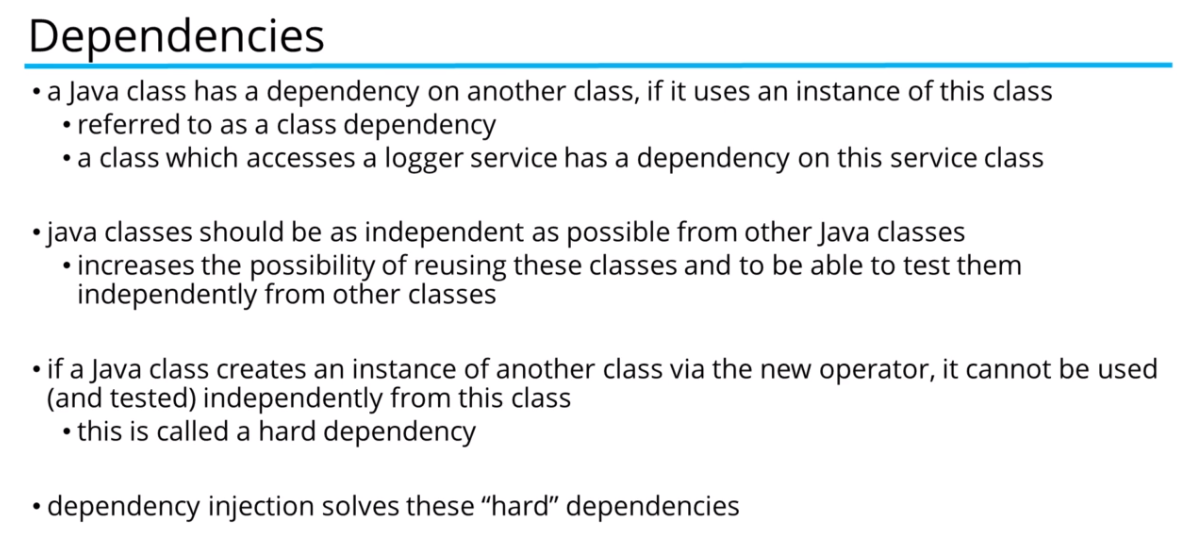 Dependencies
• a Java class has a dependency on another class, if it uses an instance of this class
• referred to as a class dependency
• a class which accesses a logger service has a dependency on this service class
• java classes should be as independent as possible from other Java classes
• increases the possibility of reusing these classes and to be able to test them
independently from other classes
• if a Java class creates an instance of another class via the new operator, it cannot be used
(and tested) independently from this class
• this is called a hard dependency
• dependency injection solves these “hard” dependencies